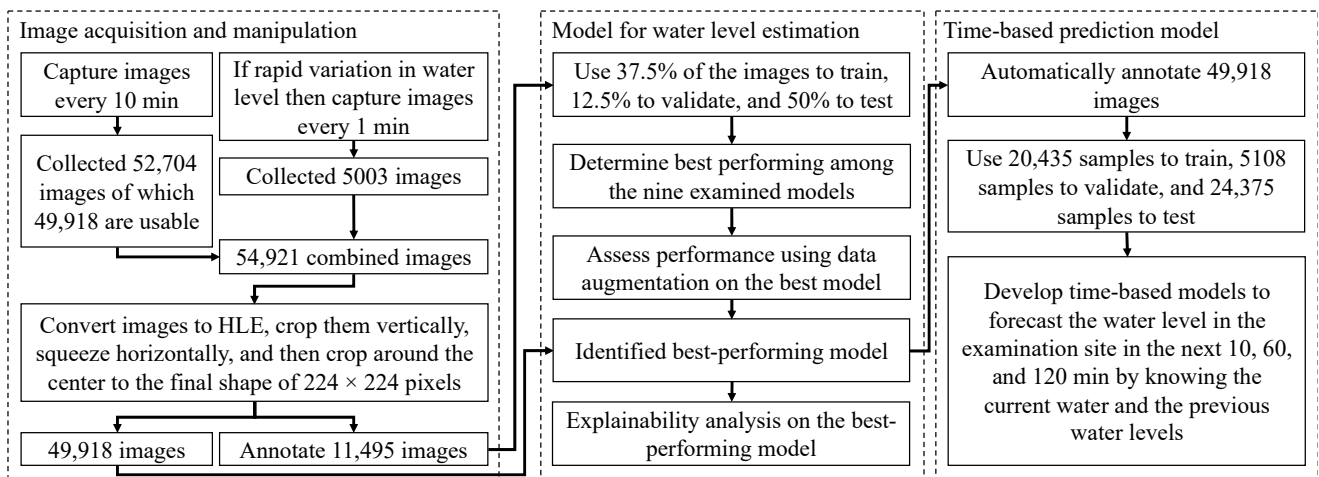 Image acquisition and manipulation
Capture images
every 10 min
If rapid variation in water
level then capture images
every 1 min
Collected 52,704
images of which
49,918 are usable
Collected 5003 images
54,921 combined images
Convert images to HLE, crop them vertically,
squeeze horizontally, and then crop around the
center to the final shape of 224 × 224 pixels
49,918 images
Annotate 11,495 images
Model for water level estimation
Use 37.5% of the images to train,
12.5% to validate, and 50% to test
Determine best performing among
the nine examined models
Assess performance using data
augmentation on the best model
Identified best-performing model
Explainability analysis on the best-
performing model
Time-based prediction model
Automatically annotate 49,918
images
Use 20,435 samples to train, 5108
samples to validate, and 24,375
samples to test
Develop time-based models to
forecast the water level in the
examination site in the next 10, 60,
and 120 min by knowing the
current water and the previous
water levels